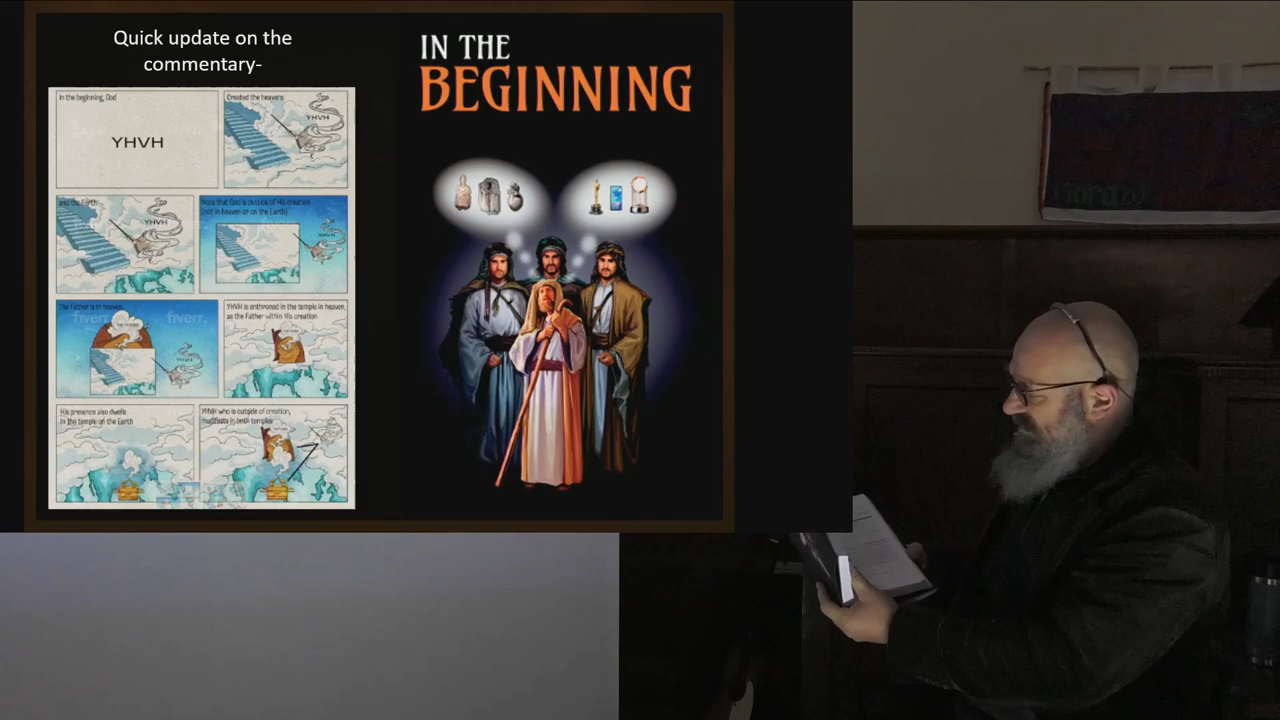 Quick update on the
commentary-
IN THE
BEGINNING
In the beginning, God
YHVH
Created the heavens
YHVH
and the Earth
YHVH
Note that God is outside of His creation
(not in heaven or on the Earth)
YHVH
The Father is in heaven,
fiverr.
fiverr.
YHVH
YHVH is enthroned in the temple in heaven,
as the Father within His creation
His presence also dwells
in the temple on the Earth
YHVH who is outside of creation,
manifests in both temples